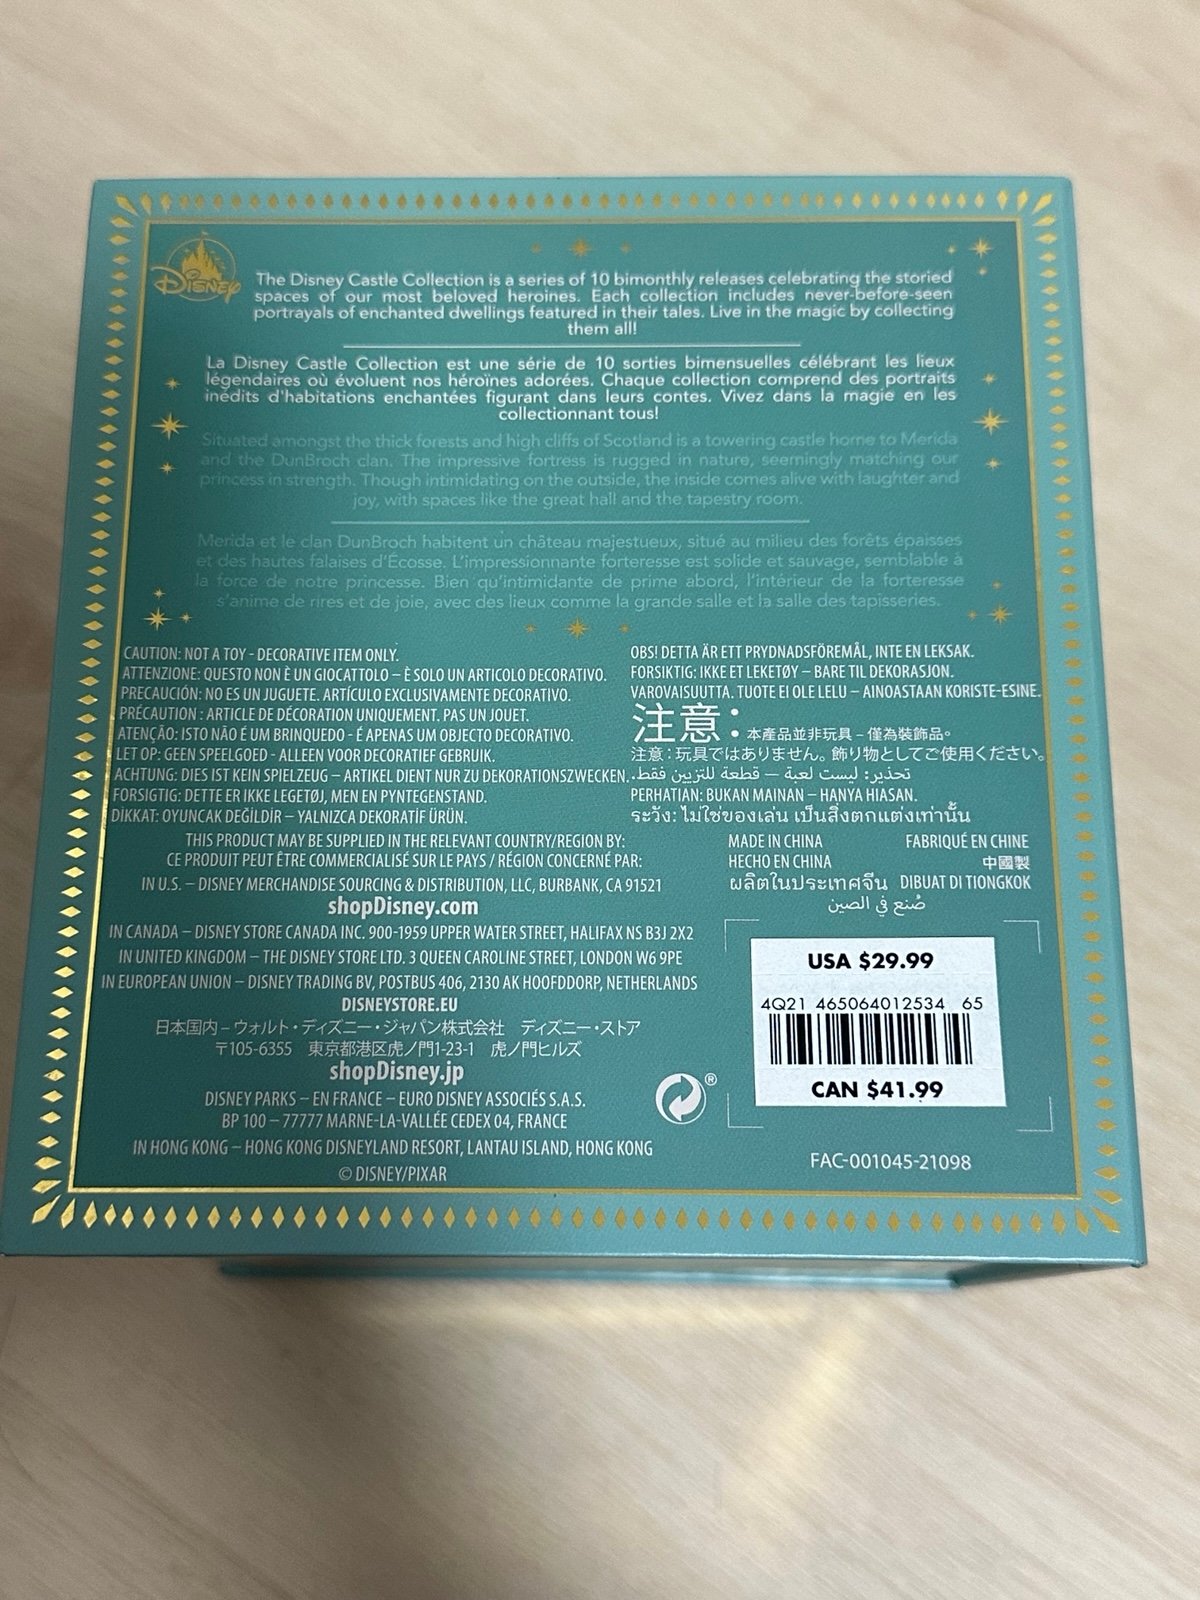 Disney
The Disney Castle Collection is a series of 10 bimonthly releases celebrating the storied
spaces of our most beloved heroines. Each collection includes never-before-seen
portrayals of enchanted dwellings featured in their tales. Live in the magic by collecting
them all!
La Disney Castle Collection est une série de 10 sorties bimensuelles célébrant les lieux
légendaires où évoluent nos héroïnes adorées. Chaque collection comprend des portraits
inédits d'habitations enchantées figurant dans leurs contes. Vivez dans la magie en les
collectionnant tous!
Situated amongst the thick forests and high cliffs of Scotland is a towering castle home to Merida
and the DunBroch clan. The impressive fortress is rugged in nature, seemingly matching our
princess in strength. Though intimidating on the outside, the inside comes alive with laughter and
joy, with spaces like the great hall and the tapestry room.
Merida et le clan DunBroch habitent un château majestueux, situé au milieu des forêts épaisses
et des hautes falaises d'Écosse. L'impressionnante forteresse est solide et sauvage, semblable à
la force de notre princesse. Bien qu'intimidante de prime abord, l'intérieur de la forteresse
s'anime de rires et de joie, avec des lieux comme la grande salle et la salle des tapisseries.
CAUTION: NOT A TOY - DECORATIVE ITEM ONLY.
ATTENZIONE: QUESTO NON È UN GIOCATTOLO – È SOLO UN ARTICOLO DECORATIVO.
PRECAUCIÓN: NO ES UN JUGUETE. ARTÍCULO EXCLUSIVAMENTE DECORATIVO.
PRÉCAUTION : ARTICLE DE DÉCORATION UNIQUEMENT. PAS UN JOUET.
ATENÇÃO: ISTO NÃO É UM BRINQUEDO - É APENAS UM OBJECTO DECORATIVO.
LET OP: GEEN SPEELGOED - ALLEEN VOOR DECORATIEF GEBRUIK.
ACHTUNG: DIES IST KEIN SPIELZEUG – ARTIKEL DIENT NUR ZU DEKORATIONSZWECKEN.
FORSIGTIG: DETTE ER IKKE LEGETØJ, MEN EN PYNTEGENSTAND.
DİKKAT: OYUNCAK DEĞİLDİR – YALNIZCA DEKORATİF ÜRÜN.
OBS! DETTA ÄR ETT PRYDNADSFÖREMÅL, INTE EN LEKSAK.
FORSIKTIG: IKKE ET LEKETØY – BARE TIL DEKORASJON.
VAROVAISUUTTA. TUOTE EI OLE LELU – AINOASTAAN KORISTE-ESINE.
注意：本產品並非玩具 – 僅為裝飾品。
注意：玩具ではありません。飾り物としてご使用ください。
تحذير: ليست لعبة – قطعة للتزيين فقط.
PERHATIAN: BUKAN MAINAN – HANYA HIASAN.
ระวัง: ไม่ใช่ของเล่น เป็นสิ่งตกแต่งเท่านั้น
THIS PRODUCT MAY BE SUPPLIED IN THE RELEVANT COUNTRY/REGION BY:
CE PRODUIT PEUT ÊTRE COMMERCIALISÉ SUR LE PAYS / RÉGION CONCERNÉ PAR:
IN U.S. – DISNEY MERCHANDISE SOURCING & DISTRIBUTION, LLC, BURBANK, CA 91521
shopDisney.com
IN CANADA – DISNEY STORE CANADA INC. 900-1959 UPPER WATER STREET, HALIFAX NS B3J 2X2
IN UNITED KINGDOM – THE DISNEY STORE LTD. 3 QUEEN CAROLINE STREET, LONDON W6 9PE
IN EUROPEAN UNION – DISNEY TRADING BV, POSTBUS 406, 2130 AK HOOFDDORP, NETHERLANDS
DISNEYSTORE.EU
日本国内 – ウォルト・ディズニー・ジャパン株式会社　ディズニー・ストア
〒105-6355　東京都港区虎ノ門1-23-1　虎ノ門ヒルズ
shopDisney.jp
DISNEY PARKS – EN FRANCE – EURO DISNEY ASSOCIÉS S.A.S.
BP 100 – 77777 MARNE-LA-VALLÉE CEDEX 04, FRANCE
IN HONG KONG – HONG KONG DISNEYLAND RESORT, LANTAU ISLAND, HONG KONG
© DISNEY/PIXAR
MADE IN CHINA FABRIQUÉ EN CHINE
HECHO EN CHINA 中國製
ผลิตในประเทศจีน DIBUAT DI TIONGKOK
صُنع في الصين
USA $29.99
4Q21 465064012534 65
CAN $41.99
®
FAC-001045-21098